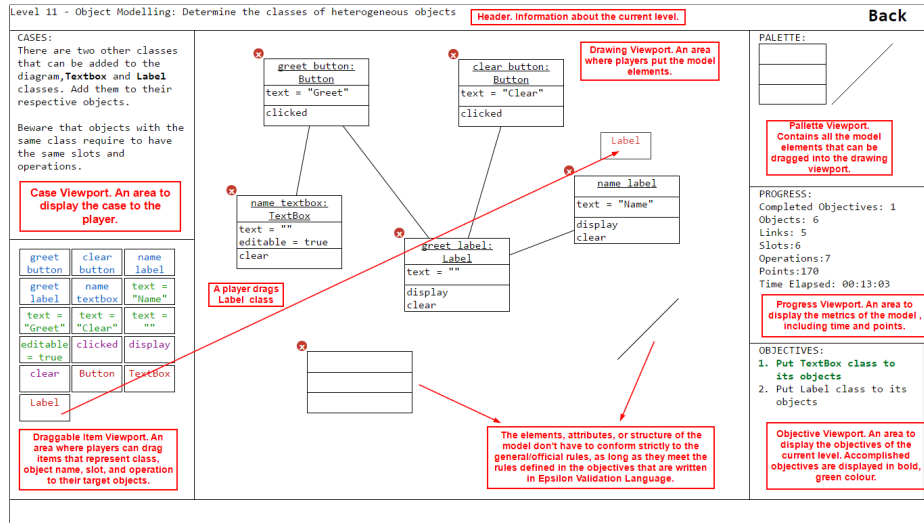 Level 11 - Object Modelling: Determine the classes of heterogeneous objects
Header. Information about the current level.
Back
CASES:
There are two other classes
that can be added to the
diagram,Textbox and Label
classes. Add them to their
respective objects.
Beware that objects with the
same class require to have
the same slots and
operations.
Case Viewport. An area to
display the case to the
player.
greet button
clear button
name label
greet label
name textbox
text = "Name"
text = "Greet"
text = "Clear"
text = ""
editable = true
clicked
display
clear
Button
TextBox
Label
Draggable Item Viewport. An
area where players can drag
items that represent class,
object name, slot, and operation
to their target objects.
greet button:
Button
text = "Greet"
clicked
clear button:
Button
text = "Clear"
clicked
Drawing Viewport. An area
where players put the model
elements.
Label
name label
text = "Name"
display
clear
name textbox:
TextBox
text = ""
editable = true
clear
greet label:
Label
text = ""
display
clear
A player drags
Label class
The elements, attributes, or structure of the
model don't have to conform strictly to the
general/official rules, as long as they meet the
rules defined in the objectives that are written
in Epsilon Validation Language.
PALETTE:
Pallette Viewport.
Contains all the model
elements that can be
dragged into the drawing
viewport.
PROGRESS:
Completed Objectives: 1
Objects: 6
Links: 5
Slots:6
Operations:7
Points:170
Time Elapsed: 00:13:03
Progress Viewport. An area to
display the metrics of the model ,
including time and points.
OBJECTIVES:
1. Put TextBox class to
its objects
2. Put Label class to its
objects
Objective Viewport. An area to
display the objectives of the
current level. Accomplished
objectives are displayed in bold,
green colour.